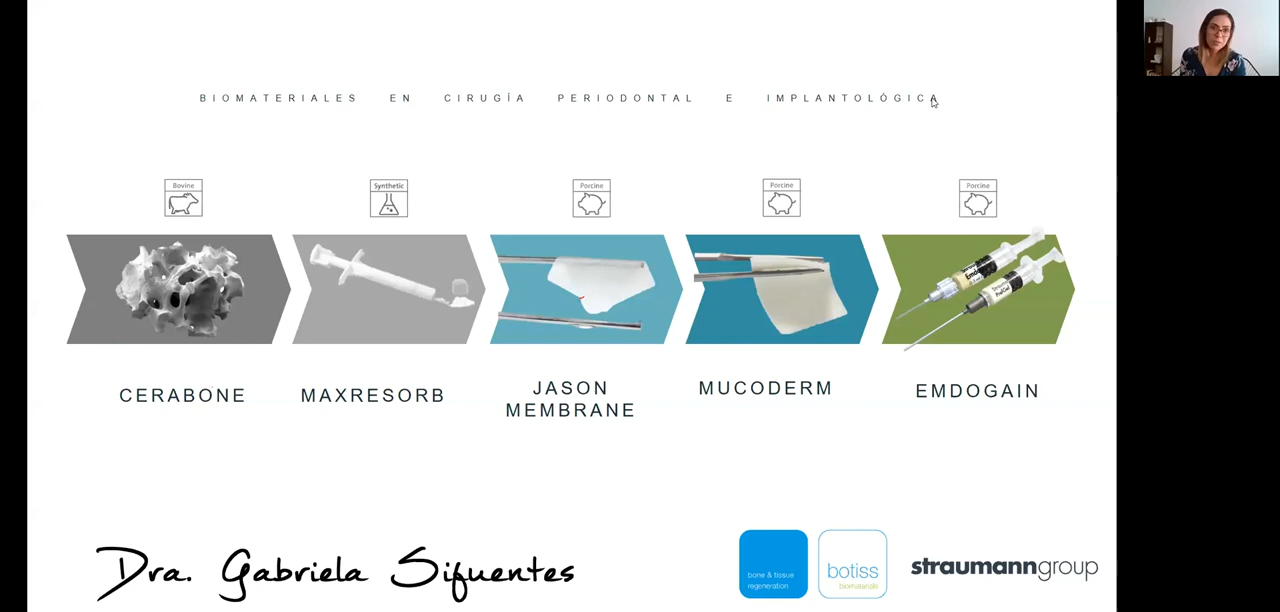 BIOMATERIALES EN CIRUGÍA PERIODONTAL E IMPLANTOLÓGICA
Bovine
Synthetic
Porcine
Porcine
Porcine
CERABONE
MAXRESORB
JASON
MEMBRANE
MUCODERM
EMDOGAIN
Dra. Gabriela Sifuentes
bone & tissue
regeneration
botiss
biomaterials
straumanngroup